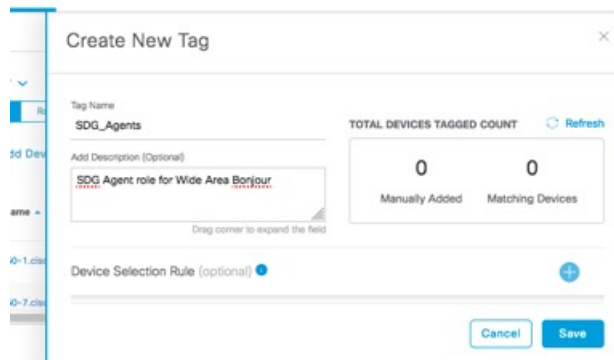 Create New Tag
Tag Name
SDG_Agents
TOTAL DEVICES TAGGED COUNT
Refresh
Add Description (Optional)
SDG Agent role for Wide Area Bonjour
0
0
Manually Added
Matching Devices
Drag corner to expand the field
Device Selection Rule (optional)
Cancel
Save